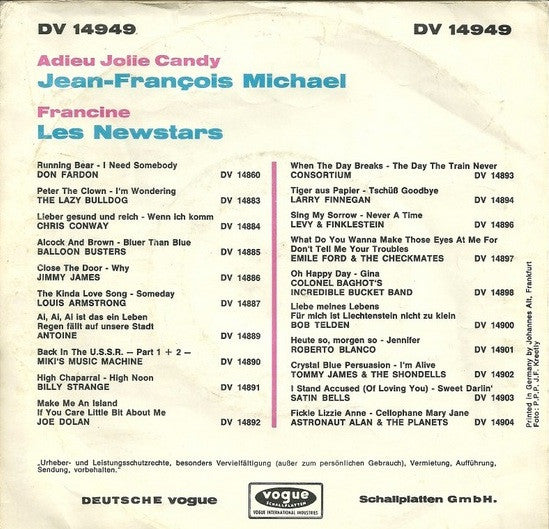 DV 14949
DV 14949
Adieu Jolie Candy
Jean-François Michael
Francine
Les Newstars
Running Bear - I Need Somebody
DON FARDON DV 14860
Peter The Clown - I'm Wondering
THE LAZY BULLDOG DV 14883
Lieber gesund und reich - Wenn ich komm
CHRIS CONWAY DV 14884
Alcock And Brown - Bluer Than Blue
BALLOON BUSTERS DV 14885
Close The Door - Why
JIMMY JAMES DV 14886
The Kinda Love Song - Someday
LOUIS ARMSTRONG DV 14887
Ai, Ai, Ai ist das ein Leben
Regen fällt auf unsere Stadt
ANTOINE DV 14889
Back In The U.S.S.R. - Part 1 + 2 -
MIKI'S MUSIC MACHINE DV 14890
High Chaparral - High Noon
BILLY STRANGE DV 14891
Make Me An Island
If You Care Little Bit About Me
JOE DOLAN DV 14892
When The Day Breaks - The Day The Train Never
CONSORTIUM DV 14893
Tiger aus Papier - Tschüß Goodbye
LARRY FINNEGAN DV 14894
Sing My Sorrow - Never A Time
LEVY & FINKLESTEIN DV 14896
What Do You Wanna Make Those Eyes At Me For
Don't Tell Me Your Troubles
EMILE FORD & THE CHECKMATES DV 14897
Oh Happy Day - Gina
COLONEL BAGHOT'S
INCREDIBLE BUCKET BAND DV 14898
Liebe meines Lebens
Für mich ist Liechtenstein nicht zu klein
BOB TELDEN DV 14900
Heute so, morgen so - Jennifer
ROBERTO BLANCO DV 14901
Crystal Blue Persuasion - I'm Alive
TOMMY JAMES & THE SHONDELLS DV 14902
I Stand Accused (Of Loving You) - Sweet Darlin'
SATIN BELLS DV 14903
Fickle Lizzie Anne - Cellophane Mary Jane
ASTRONAUT ALAN & THE PLANETS DV 14904
Printed in Germany by Johannes Alt, Frankfurt
Foto: P.P.P. J.F. Kreolly
„Urheber- und Leistungsschutzrechte, besonders Vervielfältigung (außer zum persönlichen Gebrauch), Vermietung, Aufführung,
Sendung, vorbehalten."
DEUTSCHE VOGUE
vogue
SCHALLPLATTEN
VOGUE INTERNATIONAL INDUSTRIES
Schallplatten GmbH.